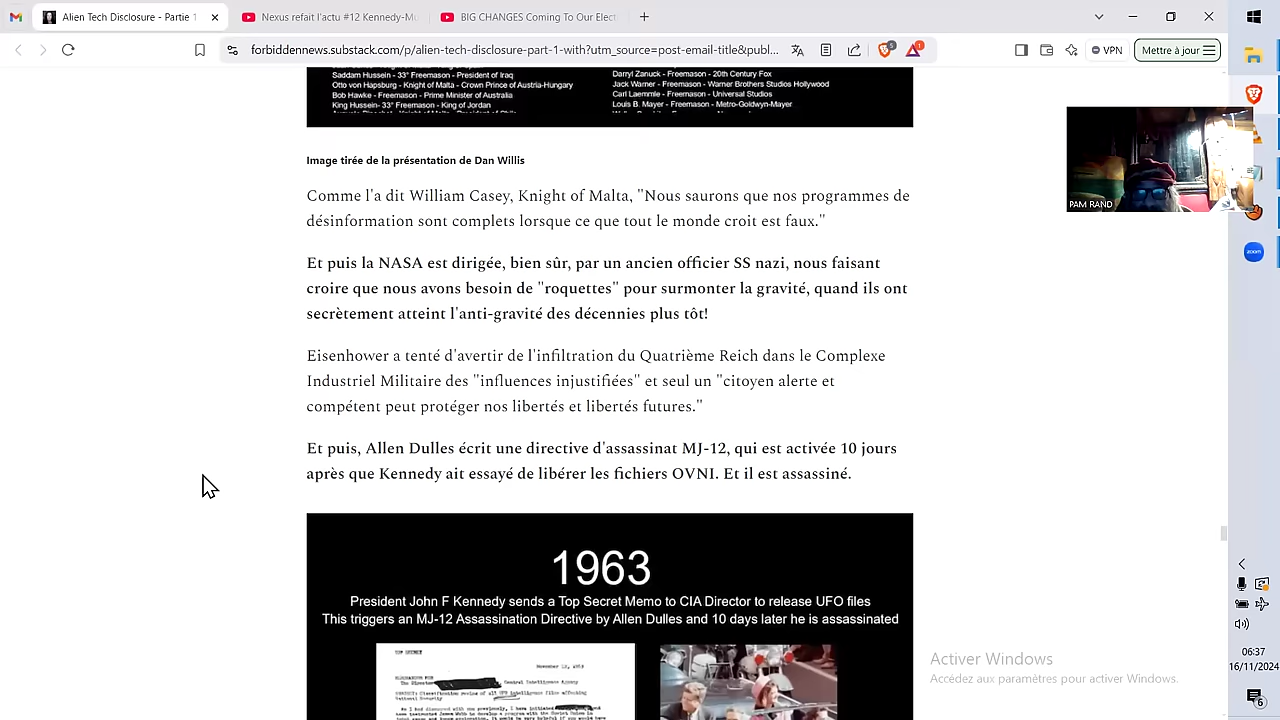 Alien Tech Disclosure - Partie 1
Nexus refait l'actu #12 Kennedy-Mu
BIG CHANGES Coming To Our Elect
forbiddennews.substack.com/p/alien-tech-disclosure-part-1-with?utm_source=post-email-title&publ...
VPN
Mettre à jour
Saddam Hussein - 33° Freemason - President of Iraq
Otto von Hapsburg - Knight of Malta - Crown Prince of Austria-Hungary
Bob Hawke - Freemason - Prime Minister of Australia
King Hussein- 33° Freemason - King of Jordan
Darryl Zanuck - Freemason - 20th Century Fox
Jack Warner - Freemason - Warner Brothers Studios Hollywood
Carl Laemmle - Freemason - Universal Studios
Louis B. Mayer - Freemason - Metro-Goldwyn-Mayer
PAM RAND
Image tirée de la présentation de Dan Willis
Comme l'a dit William Casey, Knight of Malta, "Nous saurons que nos programmes de
désinformation sont complets lorsque ce que tout le monde croit est faux."
Et puis la NASA est dirigée, bien sur, par un ancien officier SS nazi, nous faisant
croire que nous avons besoin de "roquettes" pour surmonter la gravité, quand ils ont
secrètement atteint l'anti-gravité des décennies plus tôt!
Eisenhower a tenté d'avertir de l'infiltration du Quatrième Reich dans le Complexe
Industriel Militaire des "influences injustifiées" et seul un "citoyen alerte et
compétent peut protéger nos libertés et libertés futures."
Et puis, Allen Dulles écrit une directive d'assassinat MJ-12, qui est activée 10 jours
après que Kennedy ait essayé de libérer les fichiers OVNI. Et il est assassiné.
1963
President John F Kennedy sends a Top Secret Memo to CIA Director to release UFO files
This triggers an MJ-12 Assassination Directive by Allen Dulles and 10 days later he is assassinated
TOP SECRET
November 12, 1963
MEMORANDUM FOR
The Director
Central Intelligence Agency
National Security
Activer Windows
Accédez aux paramètres pour activer Windows.
zoom
06:37